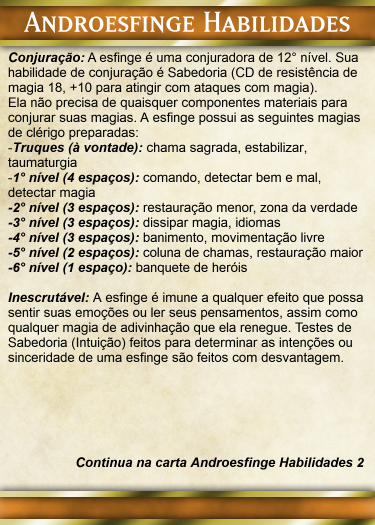 Androesfinge Habilidades
Conjuração: A esfinge é uma conjuradora de 12° nível. Sua
habilidade de conjuração é Sabedoria (CD de resistência de
magia 18, +10 para atingir com ataques com magia).
Ela não precisa de quaisquer componentes materiais para
conjurar suas magias. A esfinge possui as seguintes magias
de clérigo preparadas:
-Truques (à vontade): chama sagrada, estabilizar,
taumaturgia
-1° nível (4 espaços): comando, detectar bem e mal,
detectar magia
-2° nível (3 espaços): restauração menor, zona da verdade
-3° nível (3 espaços): dissipar magia, idiomas
-4° nível (3 espaços): banimento, movimentação livre
-5° nível (2 espaços): coluna de chamas, restauração maior
-6° nível (1 espaço): banquete de heróis
Inescrutável: A esfinge é imune a qualquer efeito que possa
sentir suas emoções ou ler seus pensamentos, assim como
qualquer magia de adivinhação que ela renegue. Testes de
Sabedoria (Intuição) feitos para determinar as intenções ou
sinceridade de uma esfinge são feitos com desvantagem.
Continua na carta Androesfinge Habilidades 2